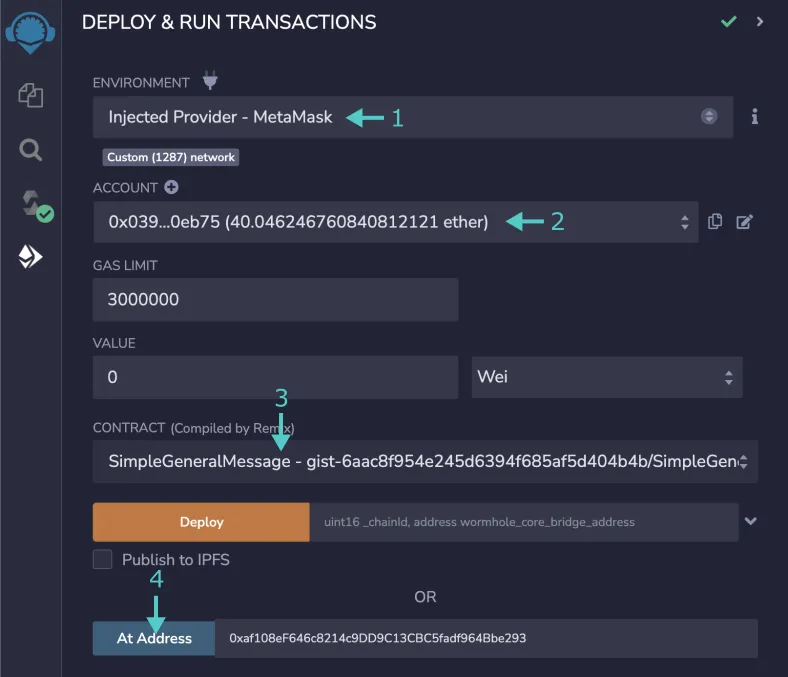 DEPLOY & RUN TRANSACTIONS
ENVIRONMENT
Injected Provider - MetaMask 1
Custom (1287) network
ACCOUNT
0x039...0eb75 (40.046246760840812121 ether) 2
GAS LIMIT
3000000
VALUE
0 Wei
3
CONTRACT (Compiled by Remix)
SimpleGeneralMessage - gist-6aac8f954e245d6394f685af5d404b4b/SimpleGen
Deploy uint16 _chainId, address wormhole_core_bridge_address
Publish to IPFS
4
OR
At Address 0xaf108eF646c8214c9DD9C13CBC5fadf964Bbe293